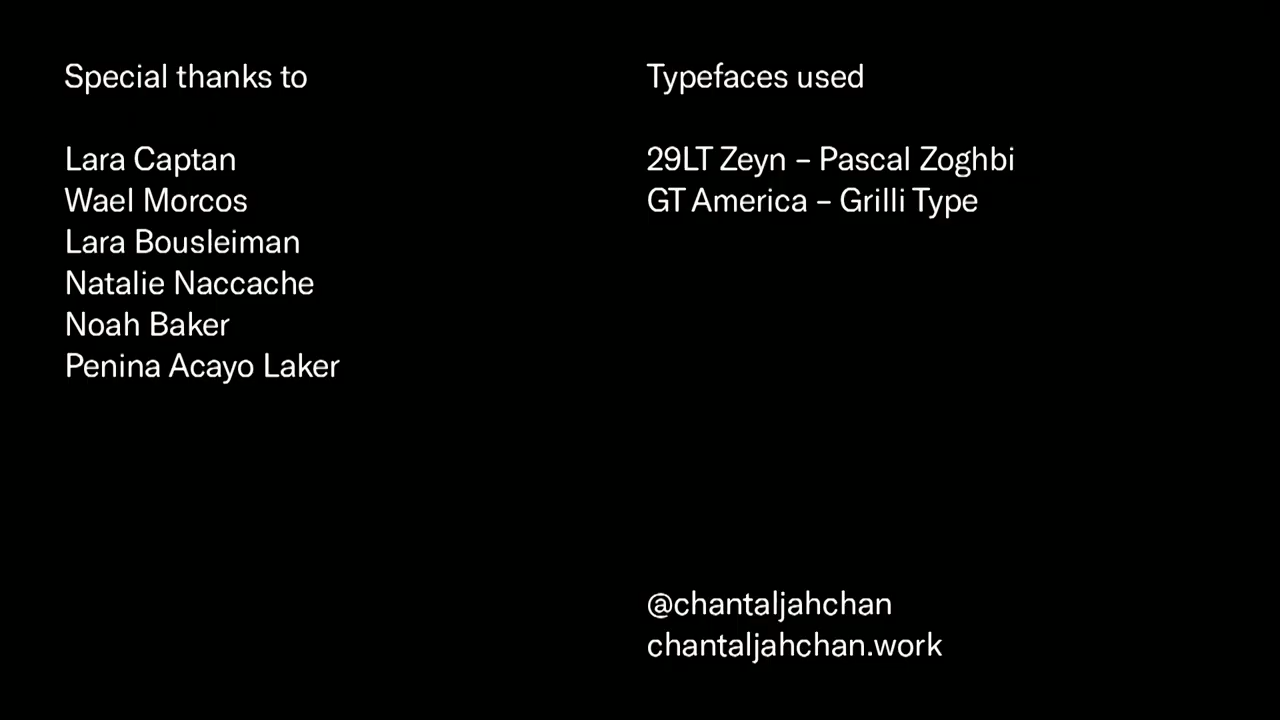 Special thanks to
Lara Captan
Wael Morcos
Lara Bousleiman
Natalie Naccache
Noah Baker
Penina Acayo Laker
Typefaces used
29LT Zeyn – Pascal Zoghbi
GT America – Grilli Type
@chantaljahchan
chantaljahchan.work